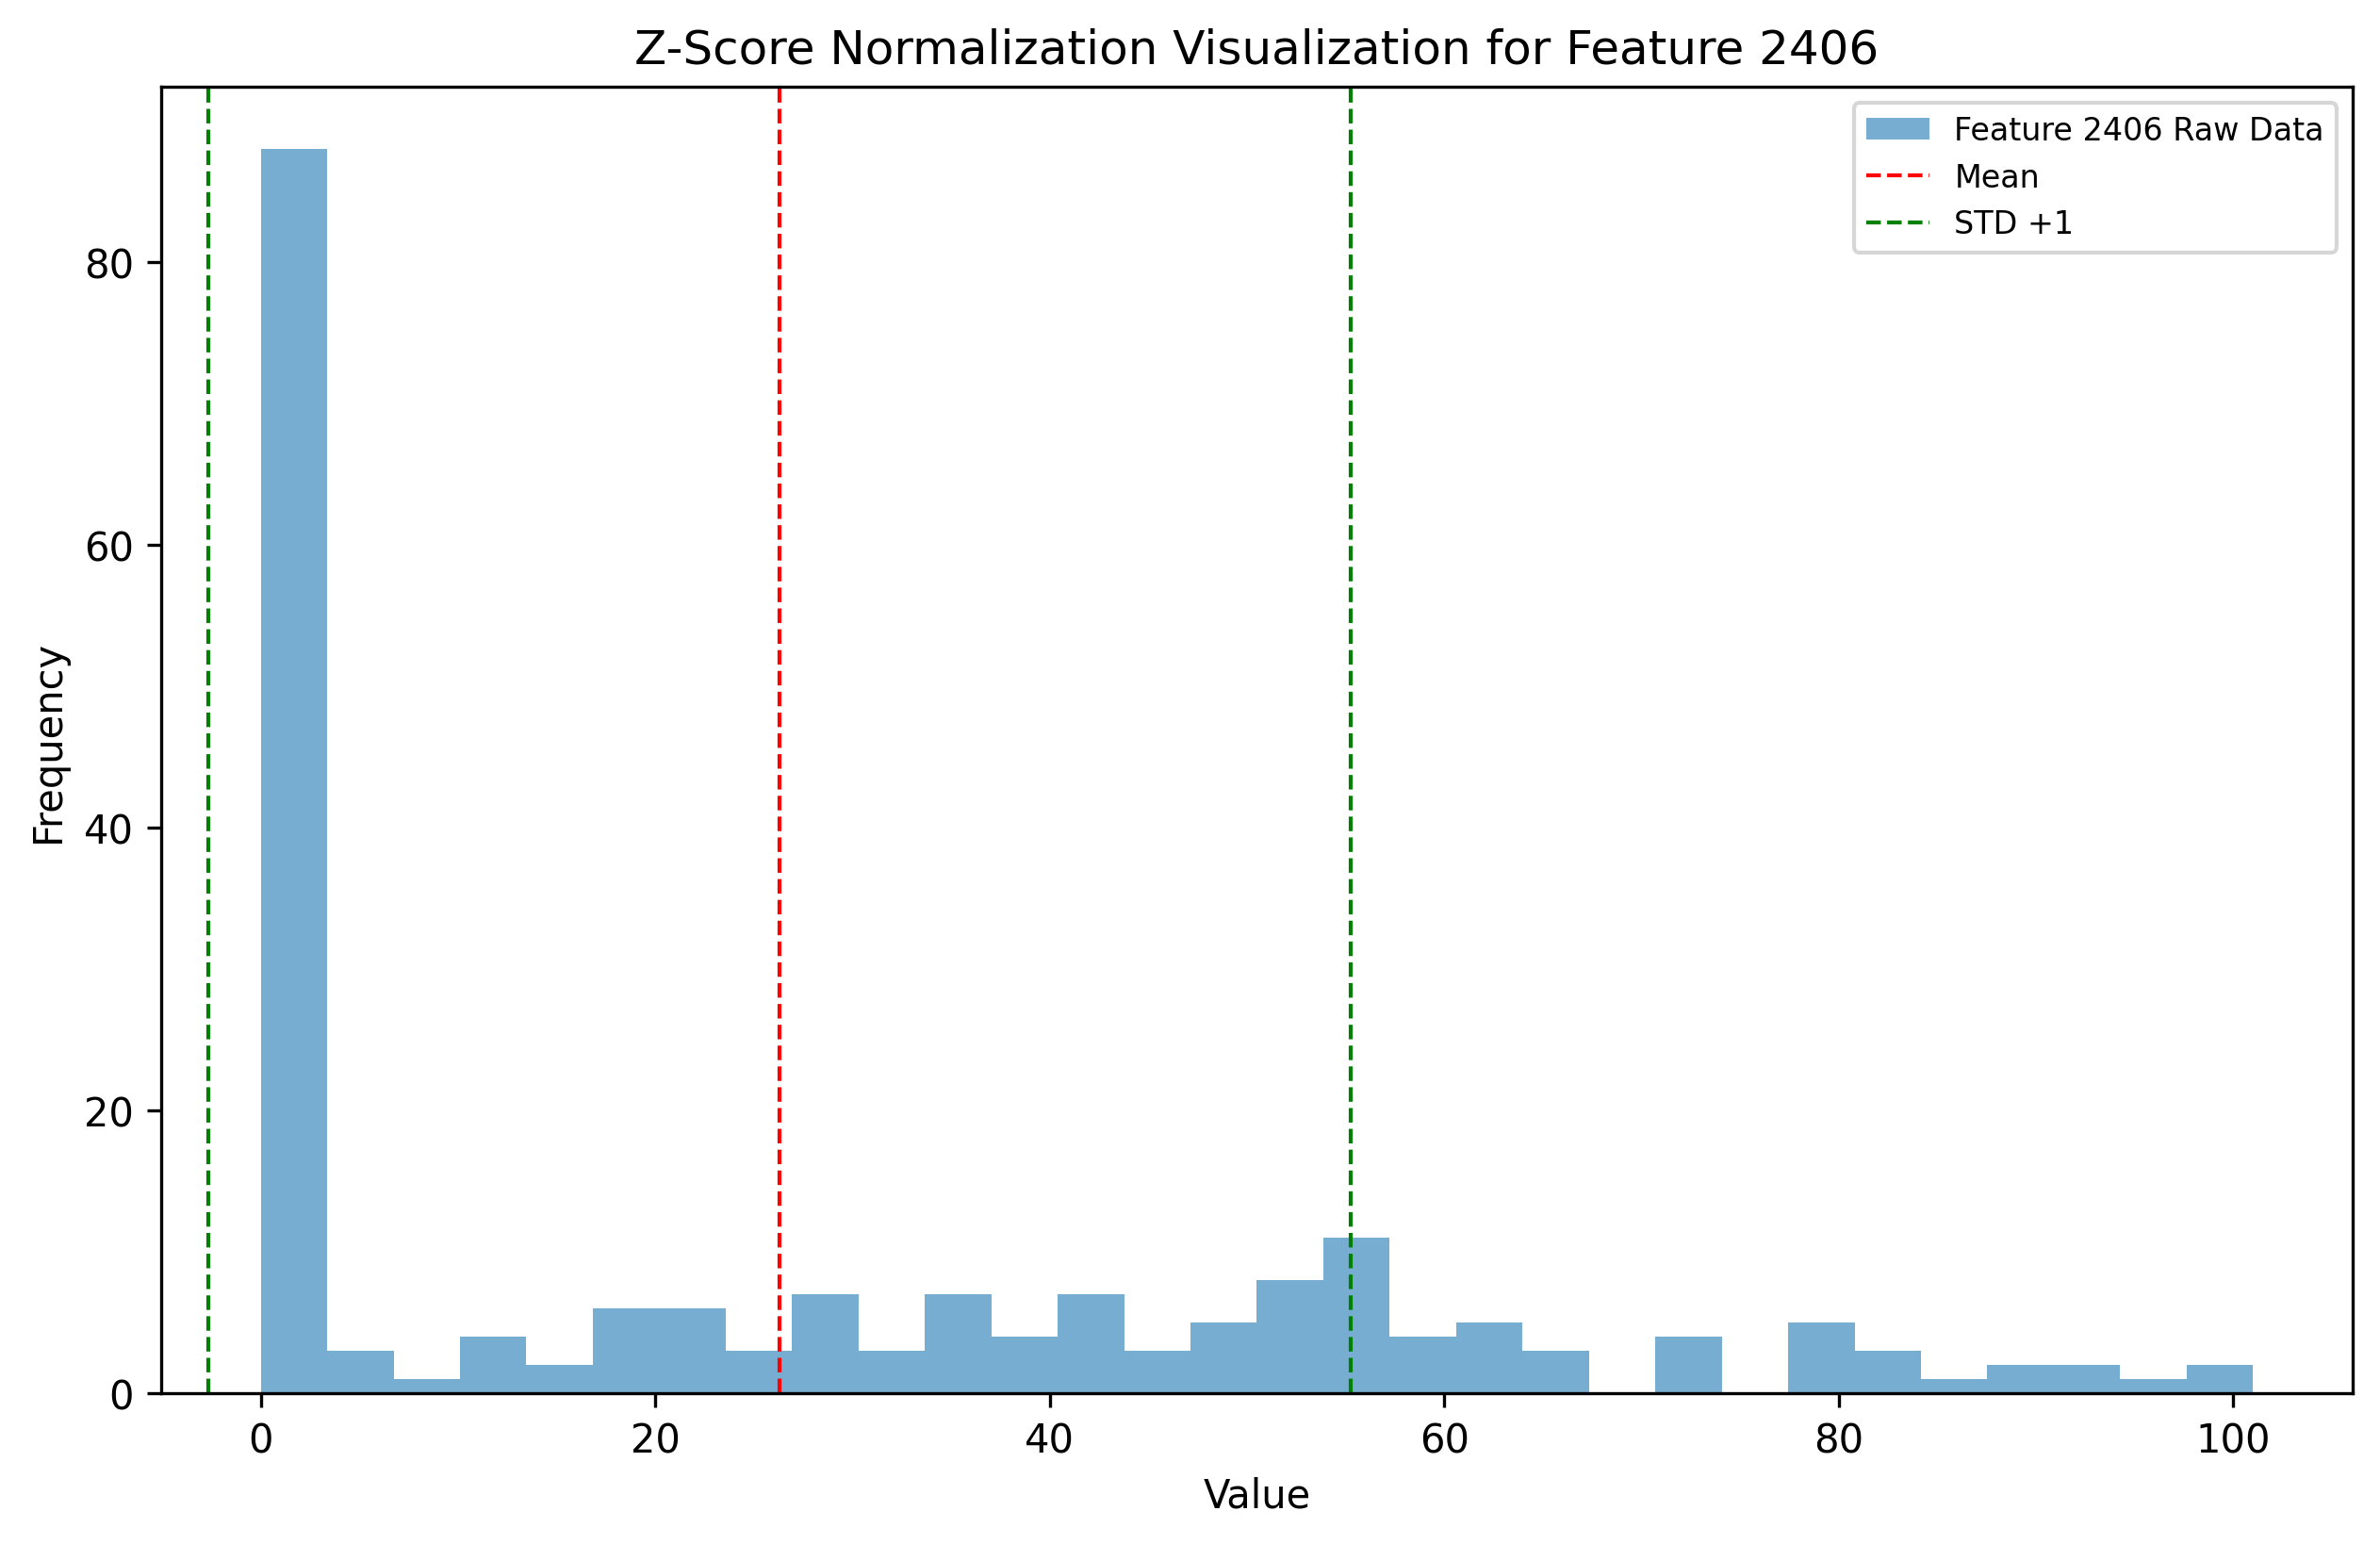 Z-Score Normalization Visualization for Feature 2406
Feature 2406 Raw Data
Mean
STD +1
80
60
40
20
0
Frequency
0 20 40 60 80 100
Value